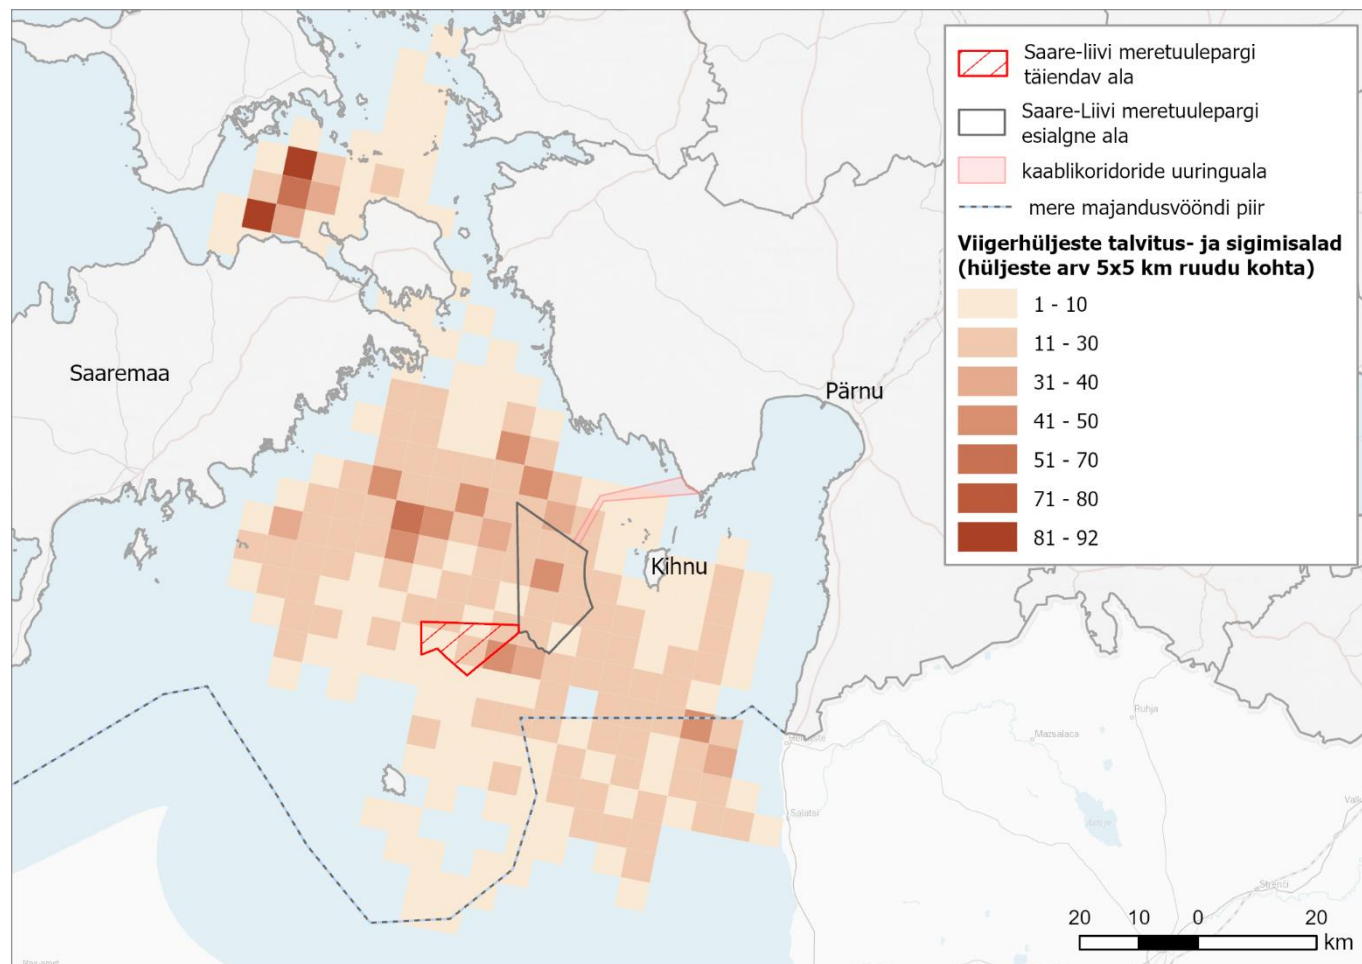 Saare-liivi meretuulepargi
täiendav ala
Saare-Liivi meretuulepargi
esialgne ala
kaablikoridoride uuringuala
mere majandusvööndi piir
Viigerhüljeste talvitus- ja sigimisalad
(hüljeste arv 5x5 km ruudu kohta)
1 - 10
11 - 30
31 - 40
41 - 50
51 - 70
71 - 80
81 - 92
Saaremaa
Pärnu
Kihnu
Ruhja
Mazsalaca
Strenči
20 10 0 20
km